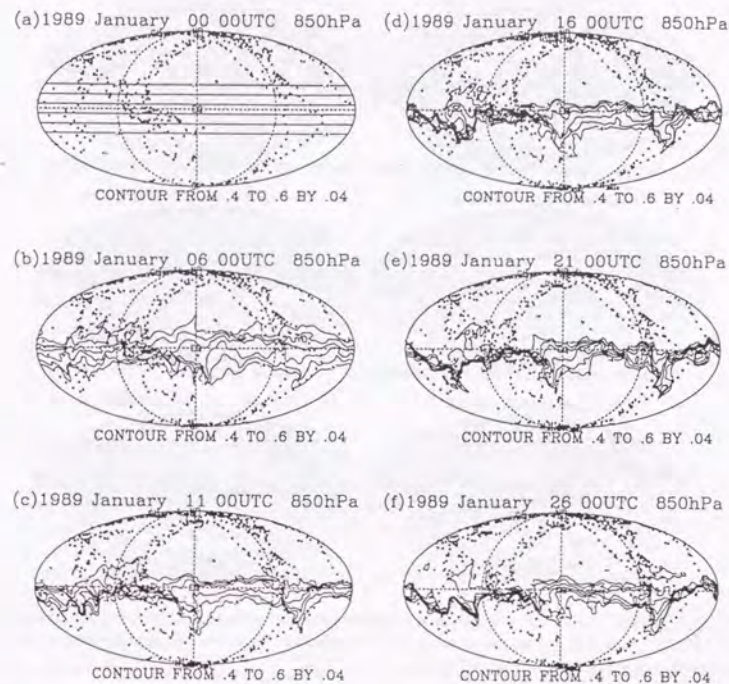 (a)1989 January 00 00UTC 850hPa
CONTOUR FROM .4 TO .6 BY .04
(b)1989 January 06 00UTC 850hPa
CONTOUR FROM .4 TO .6 BY .04
(c)1989 January 11 00UTC 850hPa
CONTOUR FROM .4 TO .6 BY .04
(d)1989 January 16 00UTC 850hPa
CONTOUR FROM .4 TO .6 BY .04
(e)1989 January 21 00UTC 850hPa
CONTOUR FROM .4 TO .6 BY .04
(f)1989 January 26 00UTC 850hPa
CONTOUR FROM .4 TO .6 BY .04